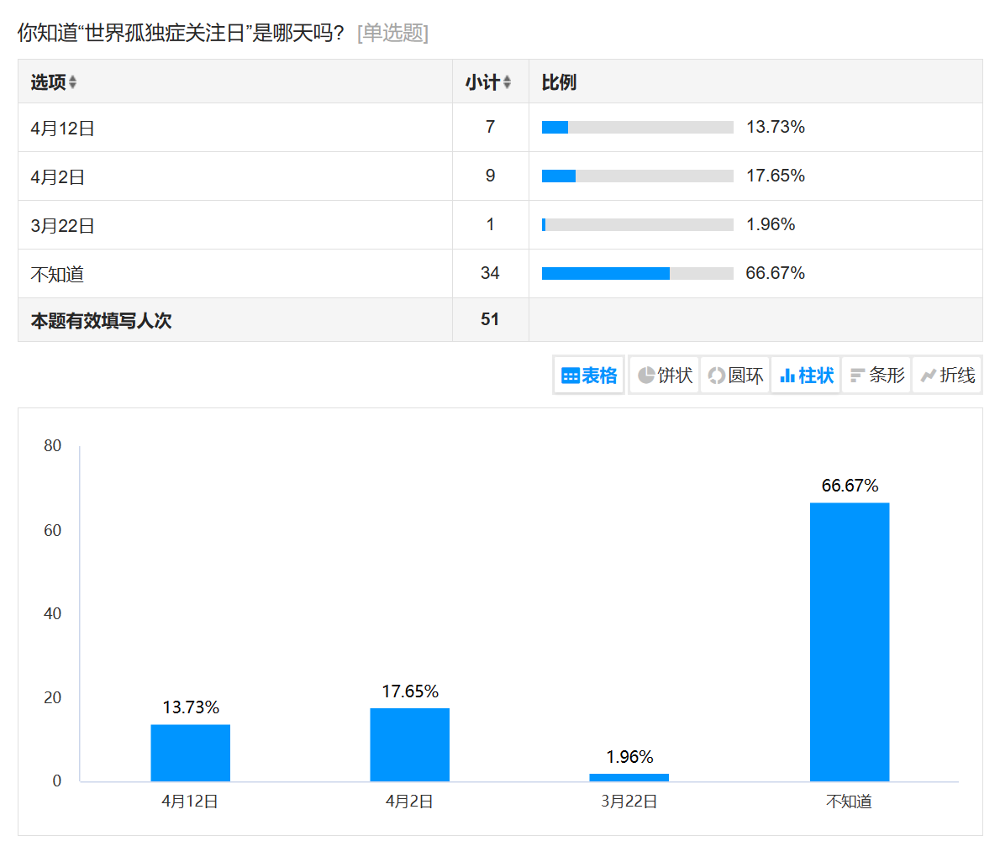 你知道“世界孤独症关注日”是哪天吗? [单选题]
选项 小计 比例
4月12日 7 13.73%
4月2日 9 17.65%
3月22日 1 1.96%
不知道 34 66.67%
本题有效填写人次 51
表格 饼状 圆环 柱状 条形 折线
80
60
40
20
0
13.73%
17.65%
1.96%
66.67%
4月12日 4月2日 3月22日 不知道